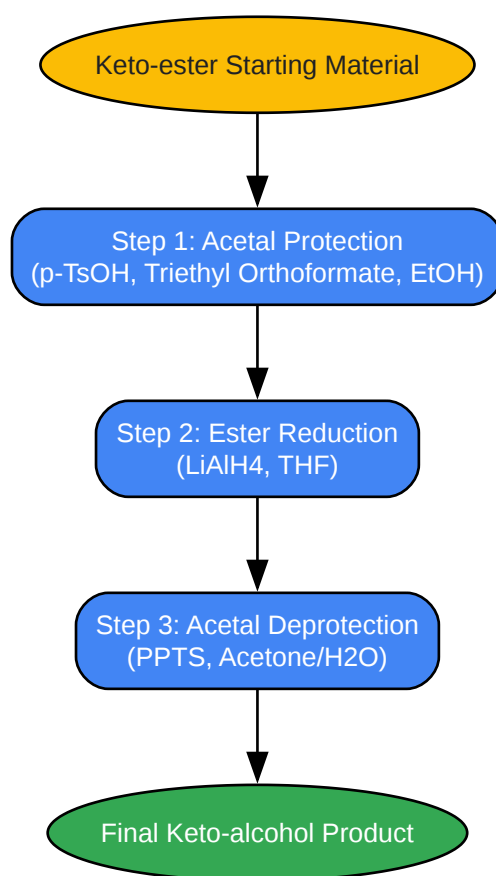 Keto-ester Starting Material
Step 1: Acetal Protection
(p-TsOH, Triethyl Orthoformate, EtOH)
Step 2: Ester Reduction
(LiAlH4, THF)
Step 3: Acetal Deprotection
(PPTS, Acetone/H2O)
Final Keto-alcohol Product